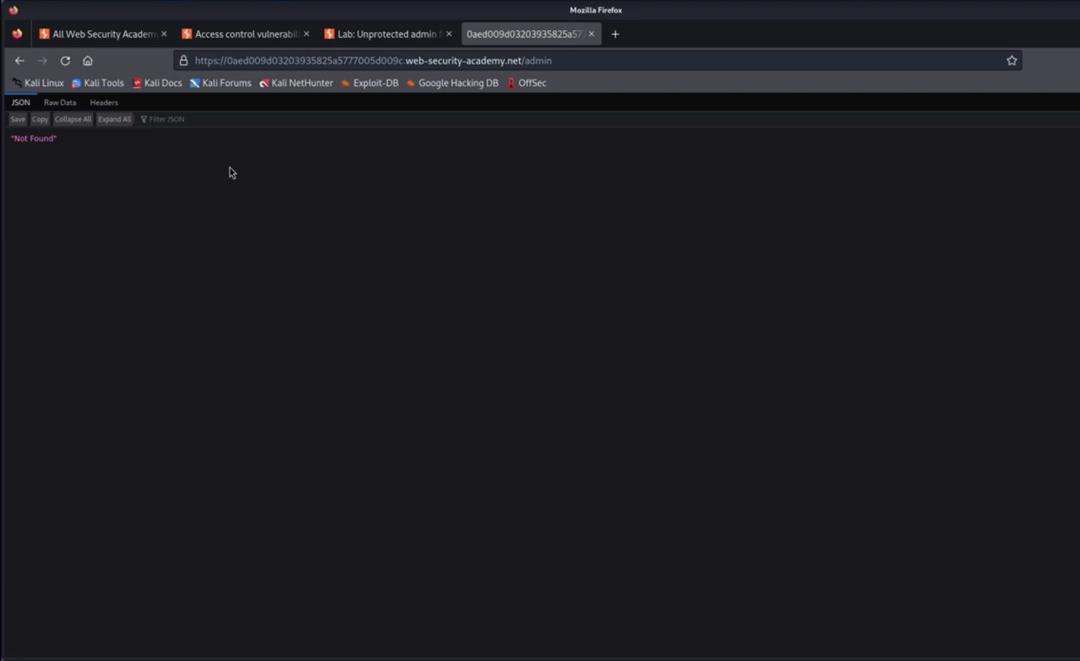 Mozilla Firefox
All Web Security Academ
Access control vulnerabil
Lab: Unprotected admin f
0aed009d03203935825a577
https://0aed009d03203935825a5777005d009c.web-security-academy.net/admin
Kali Linux Kali Tools Kali Docs Kali Forums Kali NetHunter Exploit-DB Google Hacking DB OffSec
JSON Raw Data Headers
Save Copy Collapse All Expand All Filter JSON
"Not Found"